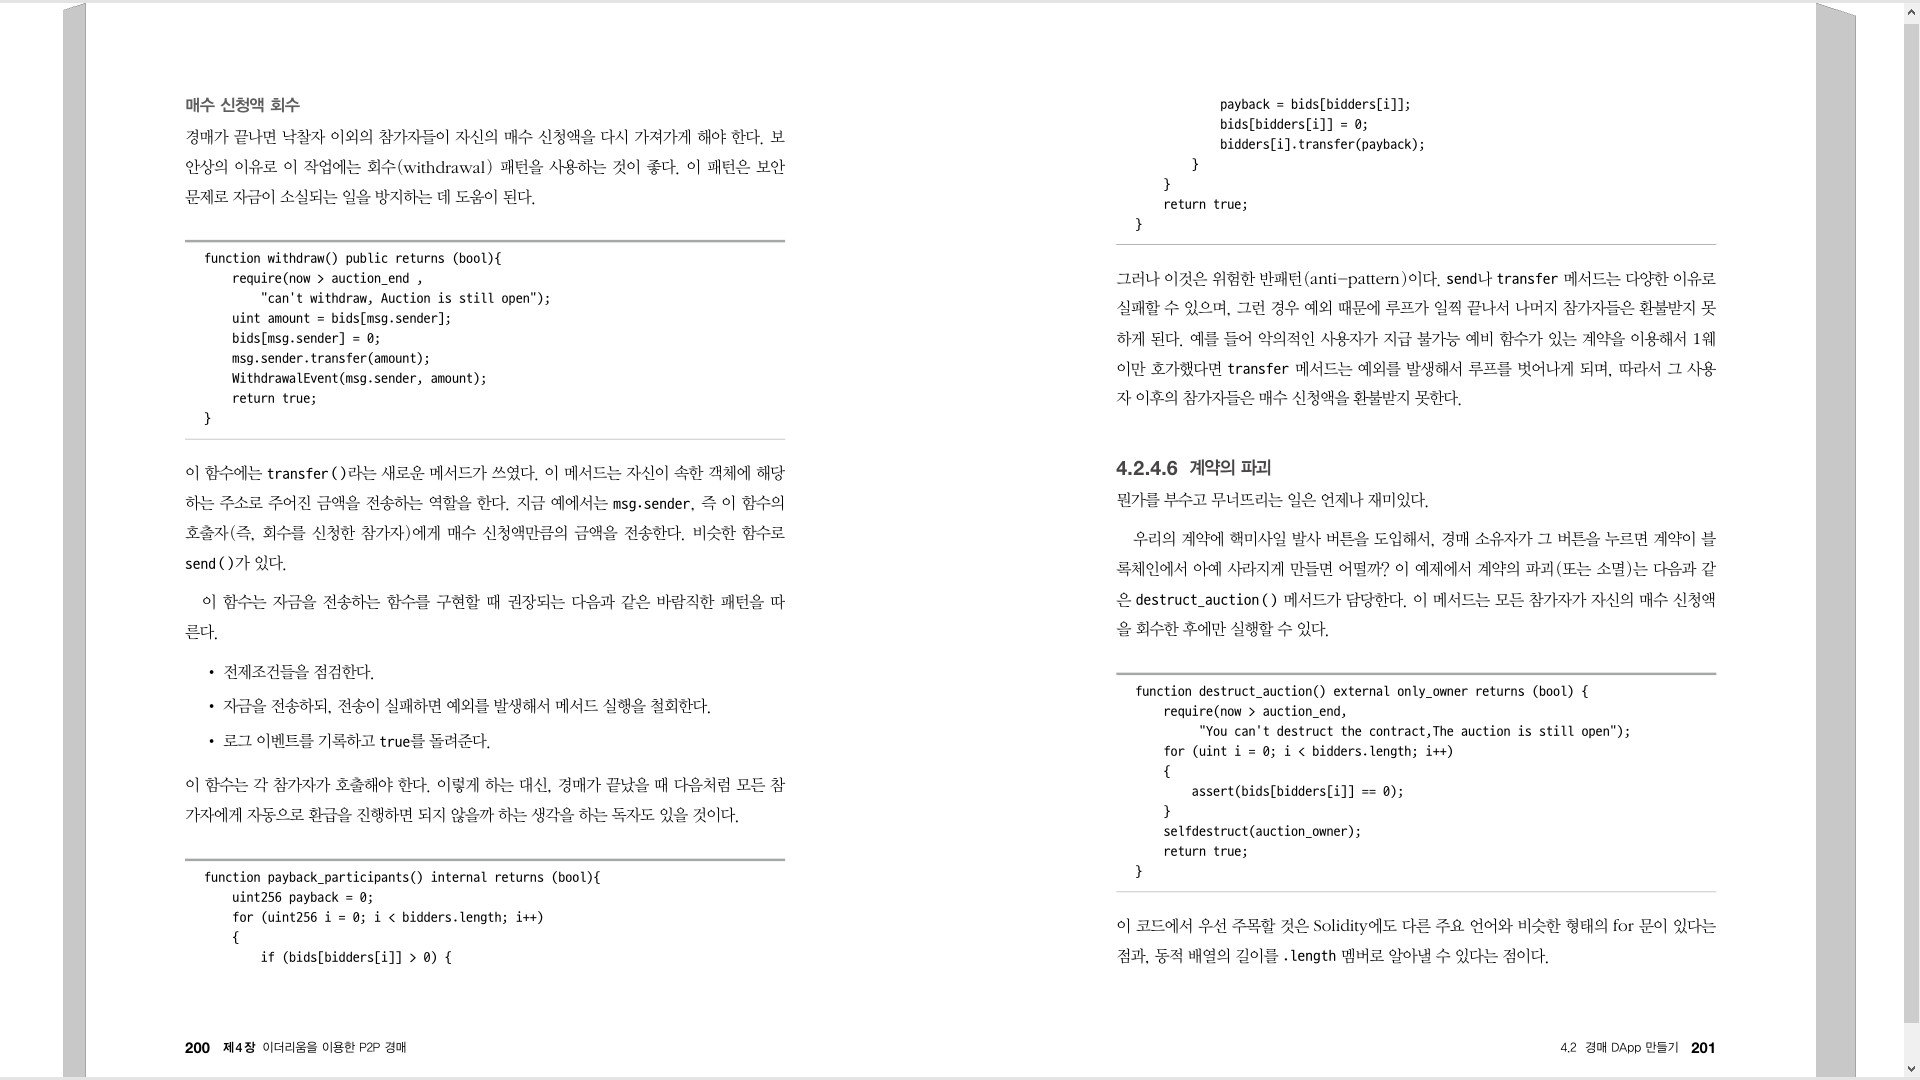 매수 신청액 회수
경매가 끝나면 낙찰자 이외의 참가자들이 자신의 매수 신청액을 다시 가져가게 해야 한다. 보
안상의 이유로 이 작업에는 회수(withdrawal) 패턴을 사용하는 것이 좋다. 이 패턴은 보안
문제로 자금이 소실되는 일을 방지하는 데 도움이 된다.
function withdraw() public returns (bool){
    require(now > auction_end ,
        "can't withdraw, Auction is still open");
    uint amount = bids[msg.sender];
    bids[msg.sender] = 0;
    msg.sender.transfer(amount);
    WithdrawalEvent(msg.sender, amount);
    return true;
}
이 함수에는 transfer()라는 새로운 메서드가 쓰였다. 이 메서드는 자신이 속한 객체에 해당
하는 주소로 주어진 금액을 전송하는 역할을 한다. 지금 예에서는 msg.sender, 즉 이 함수의
호출자(즉, 회수를 신청한 참가자)에게 매수 신청액만큼의 금액을 전송한다. 비슷한 함수로
send()가 있다.
이 함수는 자금을 전송하는 함수를 구현할 때 권장되는 다음과 같은 바람직한 패턴을 따
른다.
• 전제조건들을 점검한다.
• 자금을 전송하되, 전송이 실패하면 예외를 발생해서 메서드 실행을 철회한다.
• 로그 이벤트를 기록하고 true를 돌려준다.
이 함수는 각 참가자가 호출해야 한다. 이렇게 하는 대신, 경매가 끝났을 때 다음처럼 모든 참
가자에게 자동으로 환급을 진행하면 되지 않을까 하는 생각을 하는 독자도 있을 것이다.
function payback_participants() internal returns (bool){
    uint256 payback = 0;
    for (uint256 i = 0; i < bidders.length; i++)
    {
        if (bids[bidders[i]] > 0) {
200 제4장 이더리움을 이용한 P2P 경매
            payback = bids[bidders[i]];
            bids[bidders[i]] = 0;
            bidders[i].transfer(payback);
        }
    }
    return true;
}
그러나 이것은 위험한 반패턴(anti-pattern)이다. send나 transfer 메서드는 다양한 이유로
실패할 수 있으며, 그런 경우 예외 때문에 루프가 일찍 끝나서 나머지 참가자들은 환불받지 못
하게 된다. 예를 들어 악의적인 사용자가 지급 불가능 예비 함수가 있는 계약을 이용해서 1웨
이만 호가했다면 transfer 메서드는 예외를 발생해서 루프를 벗어나게 되며, 따라서 그 사용
자 이후의 참가자들은 매수 신청액을 환불받지 못한다.
4.2.4.6 계약의 파괴
뭔가를 부수고 무너뜨리는 일은 언제나 재미있다.
우리의 계약에 핵미사일 발사 버튼을 도입해서, 경매 소유자가 그 버튼을 누르면 계약이 블
록체인에서 아예 사라지게 만들면 어떨까? 이 예제에서 계약의 파괴(또는 소멸)는 다음과 같
은 destruct_auction() 메서드가 담당한다. 이 메서드는 모든 참가자가 자신의 매수 신청액
을 회수한 후에만 실행할 수 있다.
function destruct_auction() external only_owner returns (bool) {
    require(now > auction_end,
         "You can't destruct the contract,The auction is still open");
    for (uint i = 0; i < bidders.length; i++)
    {
        assert(bids[bidders[i]] == 0);
    }
    selfdestruct(auction_owner);
    return true;
}
이 코드에서 우선 주목할 것은 Solidity에도 다른 주요 언어와 비슷한 형태의 for 문이 있다는
점과, 동적 배열의 길이를 .length 멤버로 알아낼 수 있다는 점이다.
4.2 경매 DApp 만들기 201